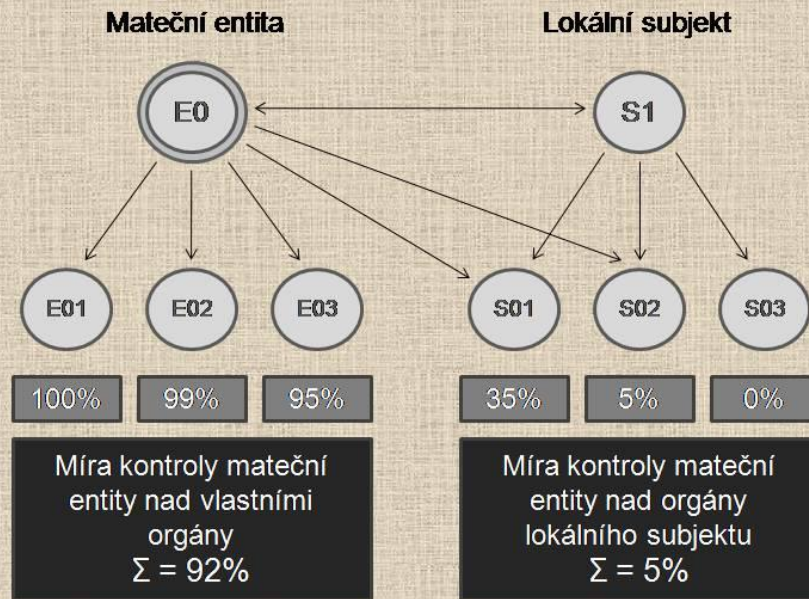 Mateční entita
Lokální subjekt
E0
S1
E01
E02
E03
S01
S02
S03
100%
99%
95%
35%
5%
0%
Míra kontroly mateční
entity nad vlastními
orgány
Σ = 92%
Míra kontroly mateční
entity nad orgány
lokálního subjektu
Σ = 5%